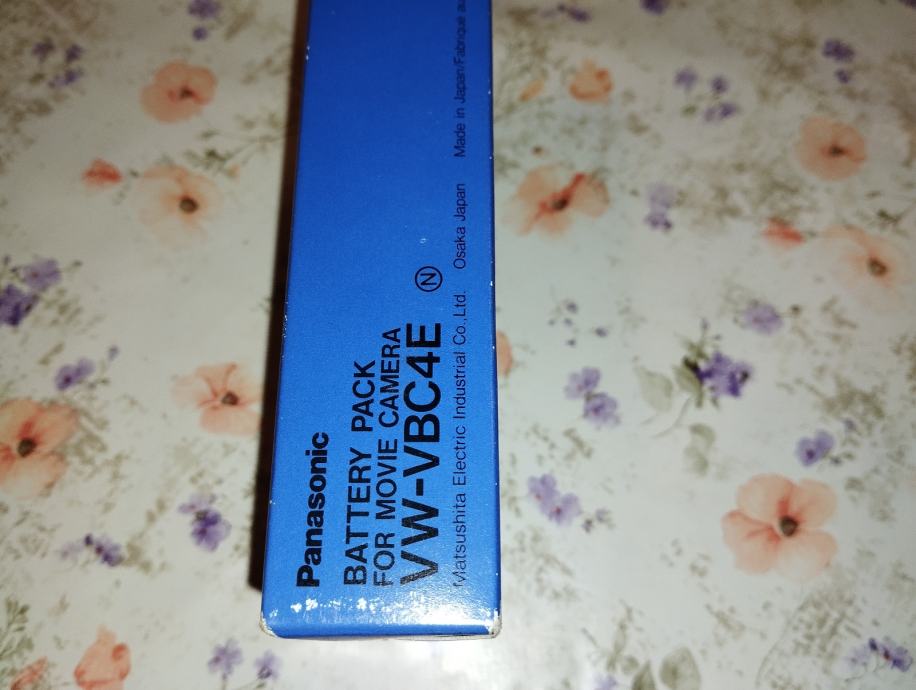 Panasonic
BATTERY PACK
FOR MOVIE CAMERA
VW-VBC4E Ⓝ
Matsushita Electric Industrial Co.,Ltd. Osaka Japan Made in Japan/Fabriqué au